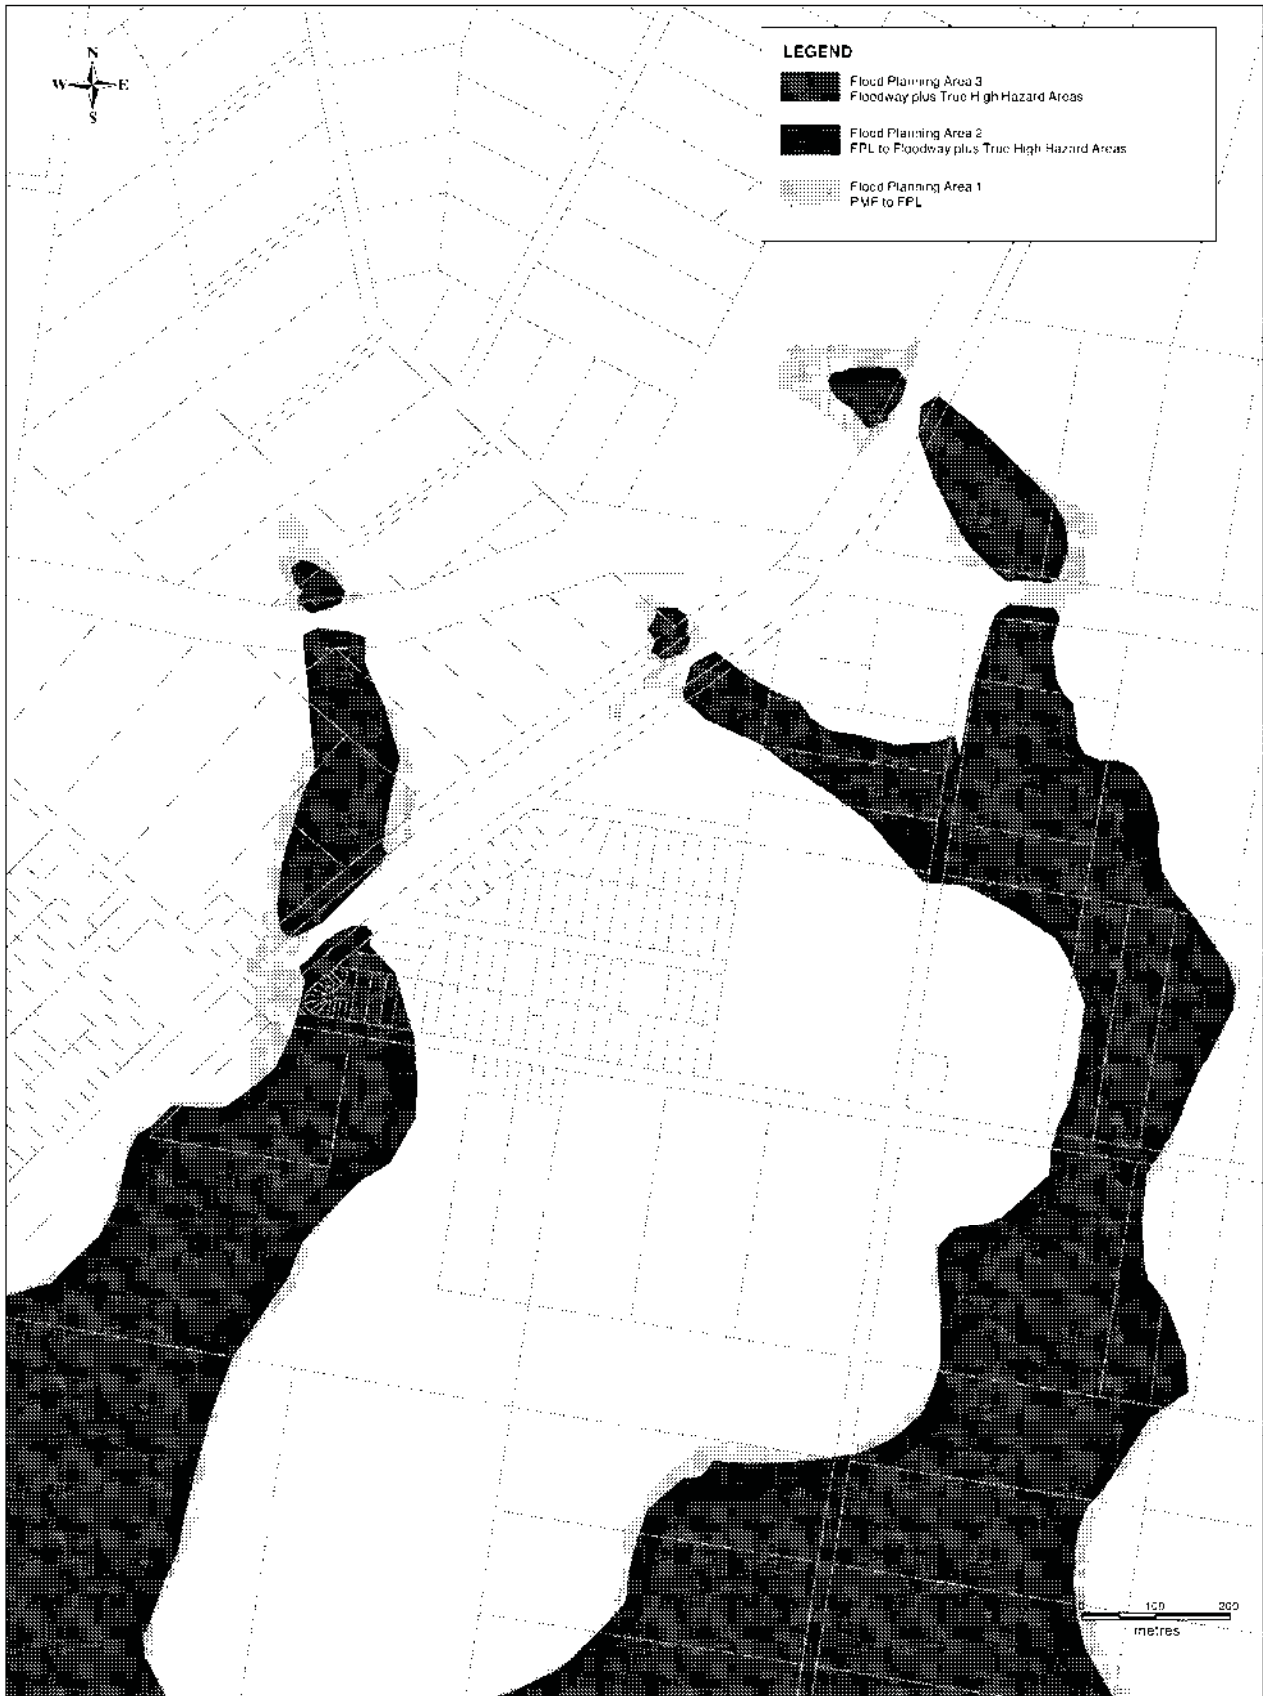 N
W E
S
LEGEND
Flood Planning Area 3
Floodway plus True High Hazard Areas
Flood Planning Area 2
FPL to Floodway plus True High Hazard Areas
Flood Planning Area 1
PMF to FPL
0 100 200
metres